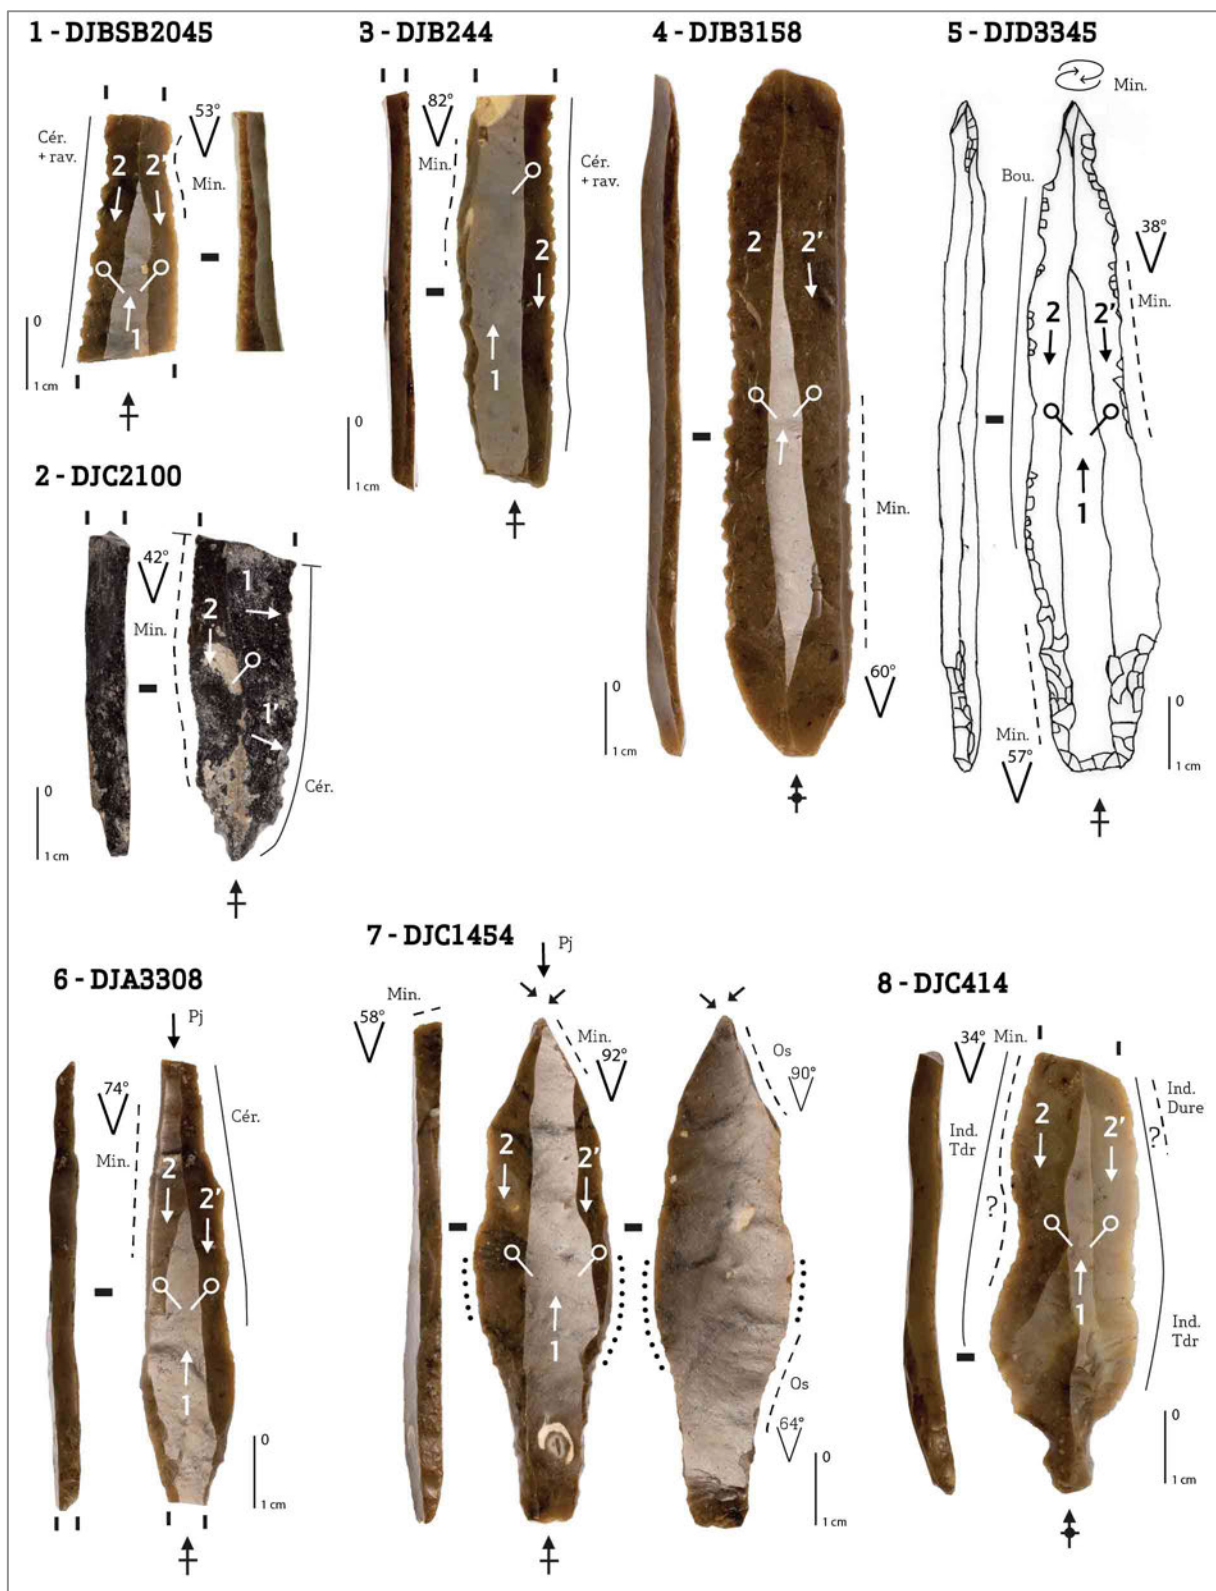 1 - DJBSB2045
53°
Cér.
+ rav.
2
2'
Min.
1
0
1 cm
3 - DJB244
82°
Min.
Cér.
+ rav.
2
1
0
1 cm
4 - DJB3158
2
2'
1
Min.
60°
0
1 cm
5 - DJD3345
Min.
Bou.
38°
Min.
2
2'
1
Min.
57°
0
1 cm
2 - DJC2100
42°
Min.
1
2
1'
Cér.
0
1 cm
6 - DJA3308
Pj
74°
Min.
Cér.
2
2'
1
0
1 cm
7 - DJC1454
Pj
Min.
58°
Min.
92°
2
2'
1
Os
90°
Os
64°
0
1 cm
8 - DJC414
34°
Min.
Ind.
Dure
?
Ind.
Tdr
?
2
2'
1
Ind.
Tdr
0
1 cm